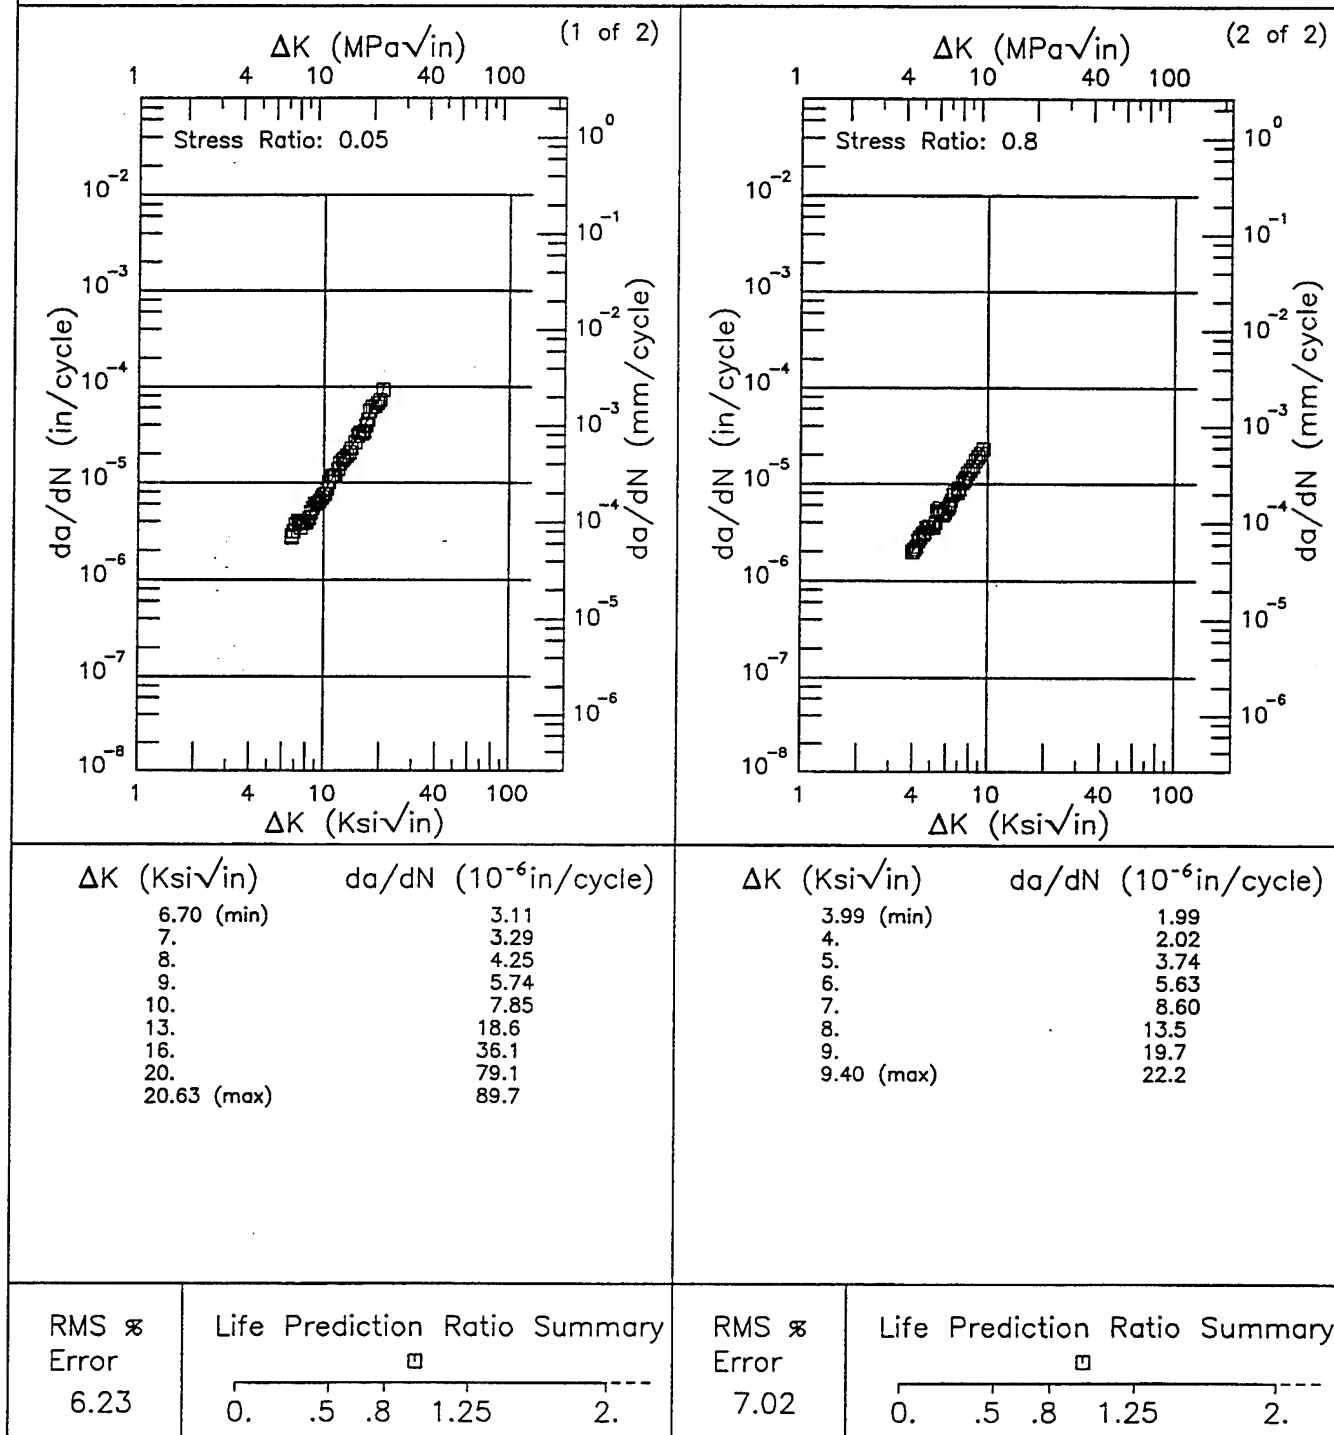 (1 of 2)
ΔK (MPa√in)
1 4 10 40 100
Stress Ratio: 0.05
10⁻²
10⁻³
10⁻⁴
10⁻⁵
10⁻⁶
10⁻⁷
10⁻⁸
da/dN (in/cycle)
10⁰
10⁻¹
10⁻²
10⁻³
10⁻⁴
10⁻⁵
10⁻⁶
da/dN (mm/cycle)
1 4 10 40 100
ΔK (Ksi√in)
ΔK (Ksi√in) da/dN (10⁻⁶in/cycle)
6.70 (min) 3.11
7. 3.29
8. 4.25
9. 5.74
10. 7.85
13. 18.6
16. 36.1
20. 79.1
20.63 (max) 89.7
RMS %
Error
6.23
Life Prediction Ratio Summary
0. .5 .8 1.25 2.
(2 of 2)
ΔK (MPa√in)
1 4 10 40 100
Stress Ratio: 0.8
10⁻²
10⁻³
10⁻⁴
10⁻⁵
10⁻⁶
10⁻⁷
10⁻⁸
da/dN (in/cycle)
10⁰
10⁻¹
10⁻²
10⁻³
10⁻⁴
10⁻⁵
10⁻⁶
da/dN (mm/cycle)
1 4 10 40 100
ΔK (Ksi√in)
ΔK (Ksi√in) da/dN (10⁻⁶in/cycle)
3.99 (min) 1.99
4. 2.02
5. 3.74
6. 5.63
7. 8.60
8. 13.5
9. 19.7
9.40 (max) 22.2
RMS %
Error
7.02
Life Prediction Ratio Summary
0. .5 .8 1.25 2.